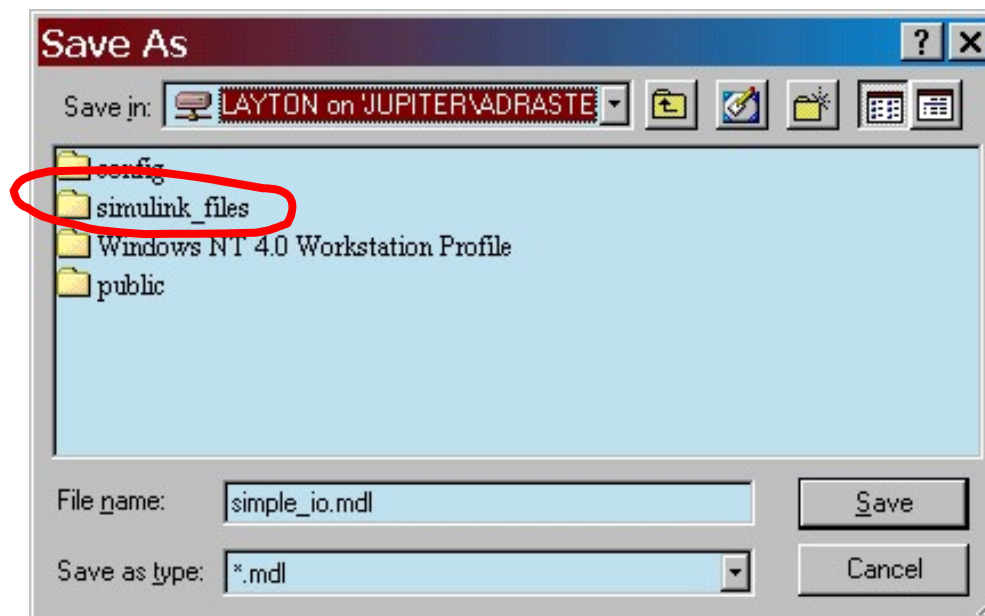 Save As
Save in: LAYTON on 'JUPITER\ADRASTE
config
simulink_files
Windows NT 4.0 Workstation Profile
public
File name: simple_io.mdl Save
Save as type: *.mdl Cancel